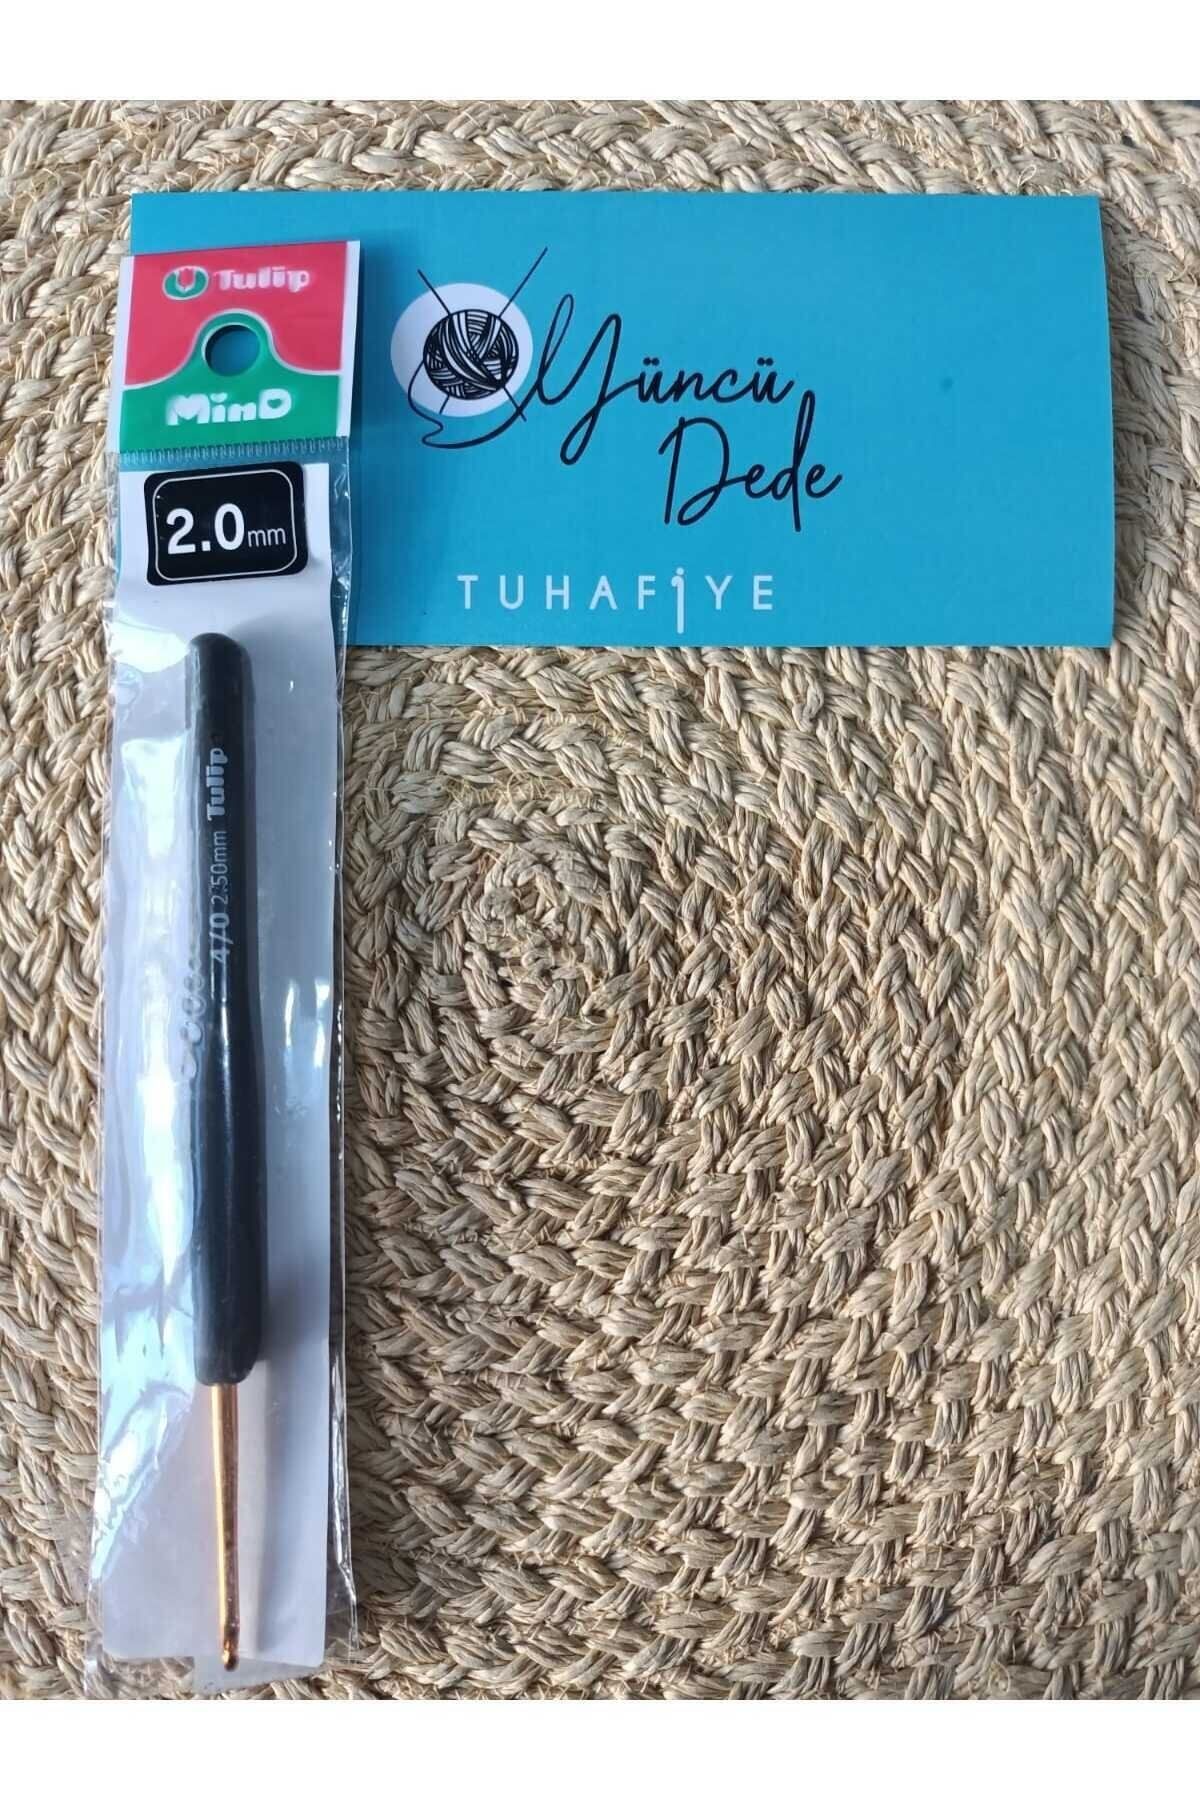 Tulip
MinD
2.0mm
4/0 2.50mm Tulip
Yüncü
Dede
TUHAFİYE